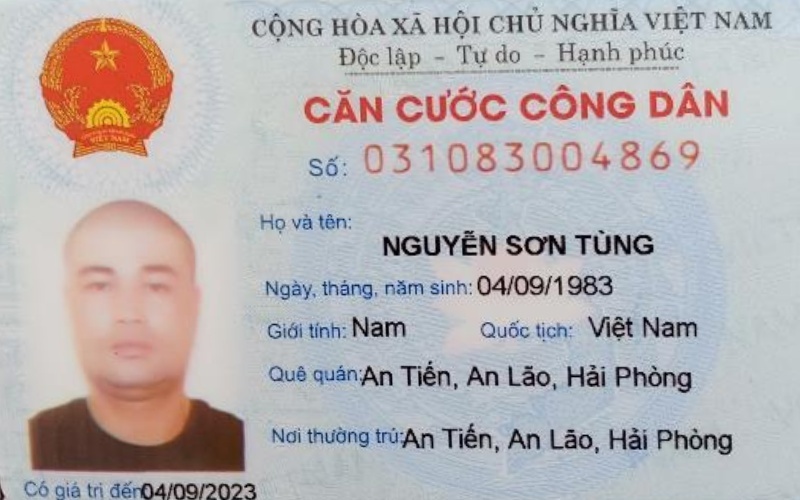 CỘNG HÒA XÃ HỘI CHỦ NGHĨA VIỆT NAM
Độc lập - Tự do - Hạnh phúc
CĂN CƯỚC CÔNG DÂN
Số: 031083004869
Họ và tên:
NGUYỄN SƠN TÙNG
Ngày, tháng, năm sinh: 04/09/1983
Giới tính: Nam Quốc tịch: Việt Nam
Quê quán: An Tiến, An Lão, Hải Phòng
Nơi thường trú: An Tiến, An Lão, Hải Phòng
Có giá trị đến 04/09/2023
VIỆT NAM